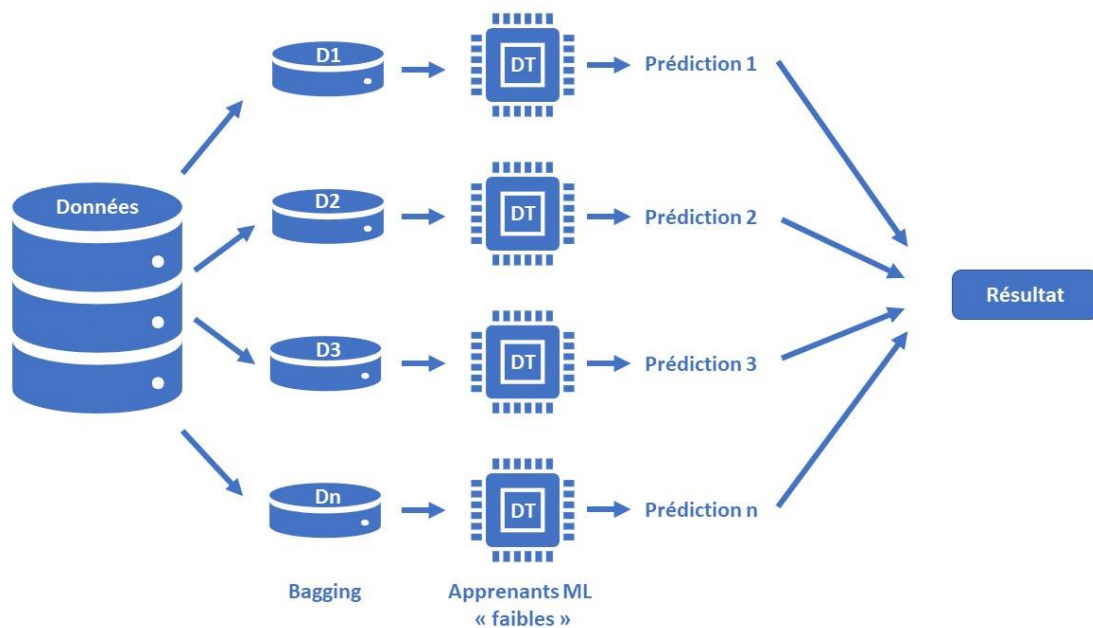 D1
DT
Prédiction 1
Données
D2
DT
Prédiction 2
Résultat
D3
DT
Prédiction 3
Dn
DT
Prédiction n
Bagging
Apprenants ML
« faibles »